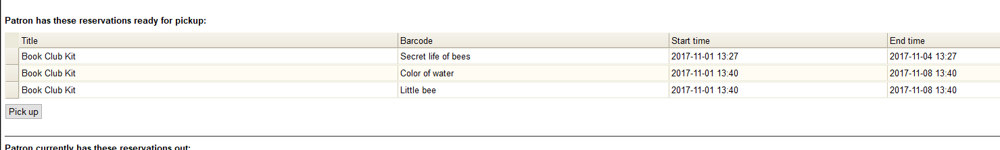 Patron has these reservations ready for pickup:
Title Barcode Start time End time
Book Club Kit Secret life of bees 2017-11-01 13:27 2017-11-04 13:27
Book Club Kit Color of water 2017-11-01 13:40 2017-11-08 13:40
Book Club Kit Little bee 2017-11-01 13:40 2017-11-08 13:40
Pick up
Patron currently has these reservations out: